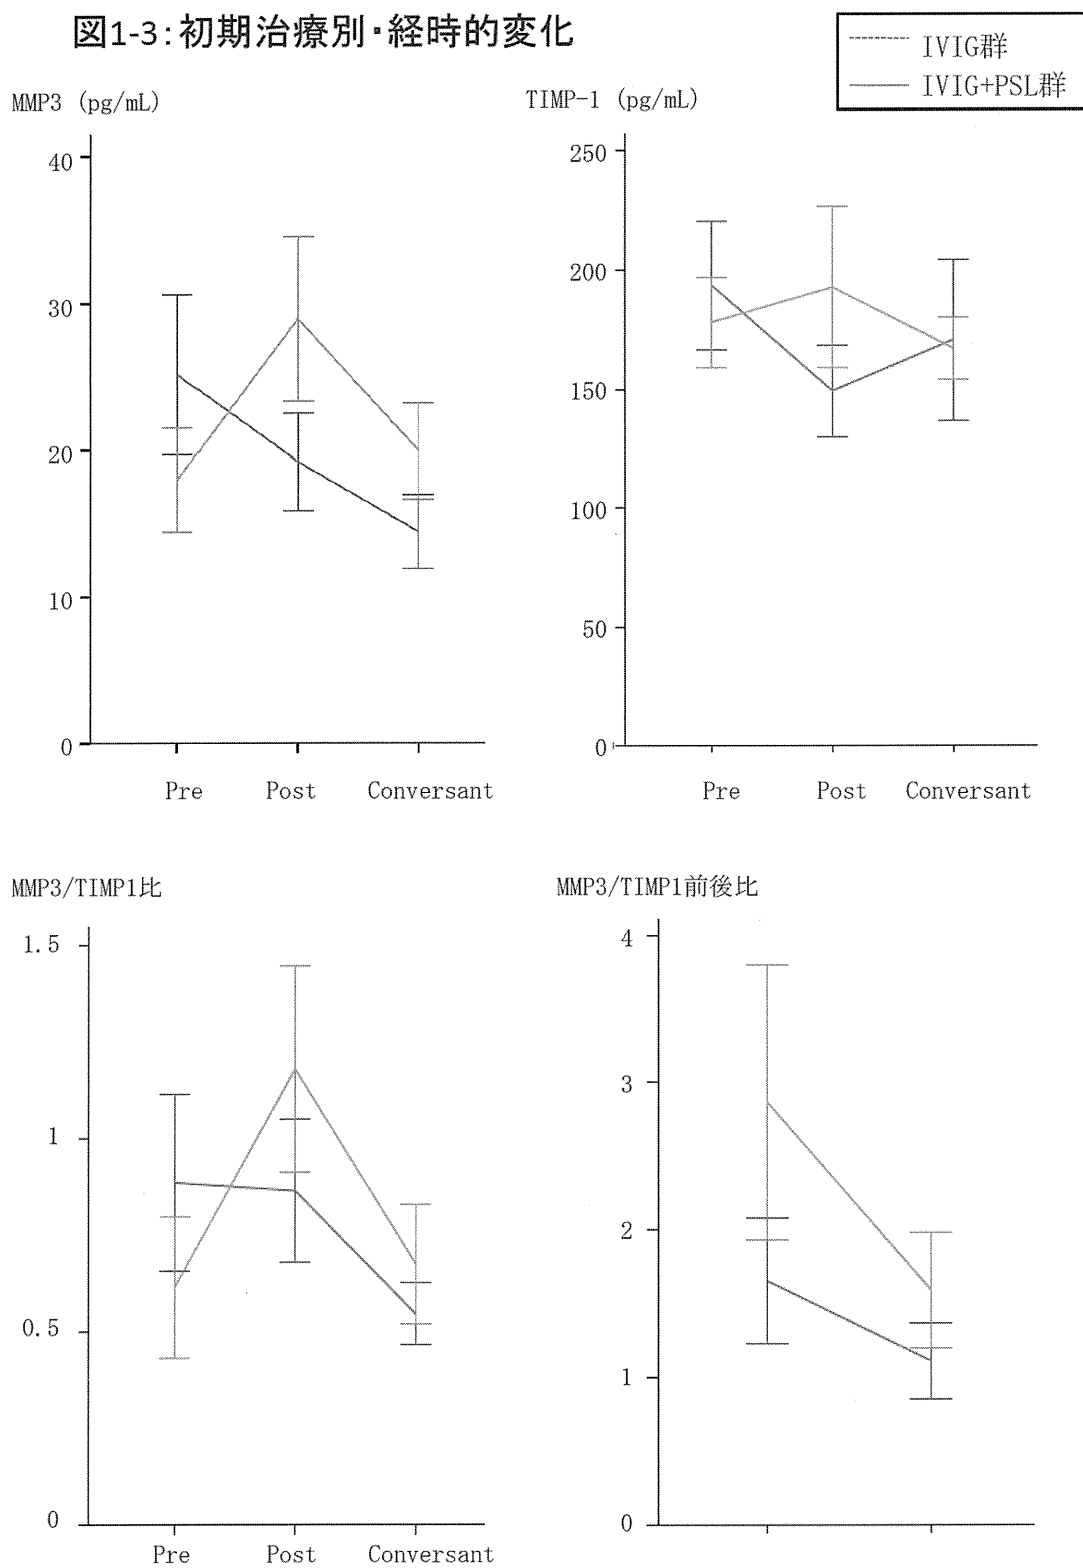 図1-3：初期治療別・経時的変化
IVIG群
IVIG+PSL群
MMP3 (pg/mL)
40
30
20
10
0
Pre Post Conversant
TIMP-1 (pg/mL)
250
200
150
100
50
0
Pre Post Conversant
MMP3/TIMP1比
1.5
1
0.5
0
Pre Post Conversant
MMP3/TIMP1前後比
4
3
2
1
0